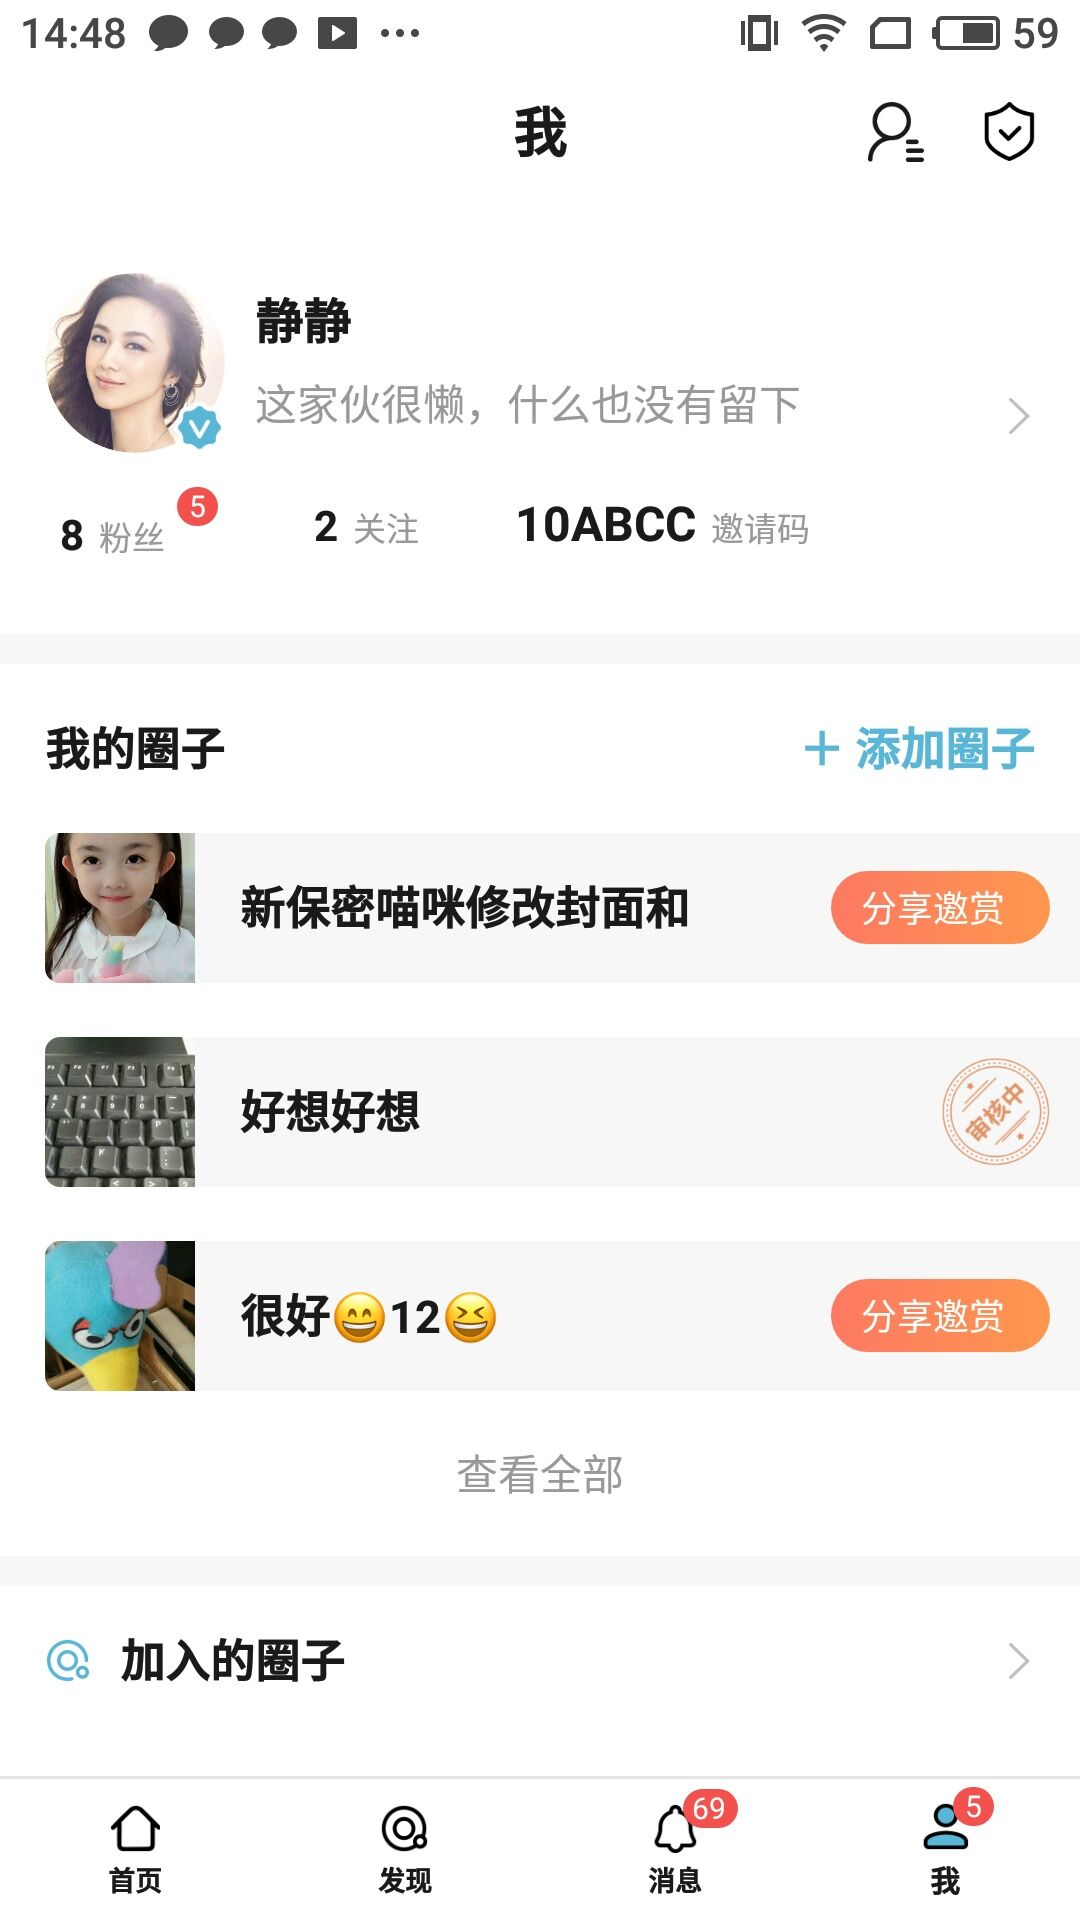 14:48 59
我
静静
这家伙很懒，什么也没有留下
8 粉丝 5 2 关注 10ABCC 邀请码
我的圈子 + 添加圈子
新保密喵咪修改封面和 分享邀赏
好想好想 审核中
很好😄12😆 分享邀赏
查看全部
加入的圈子
69 5
首页 发现 消息 我